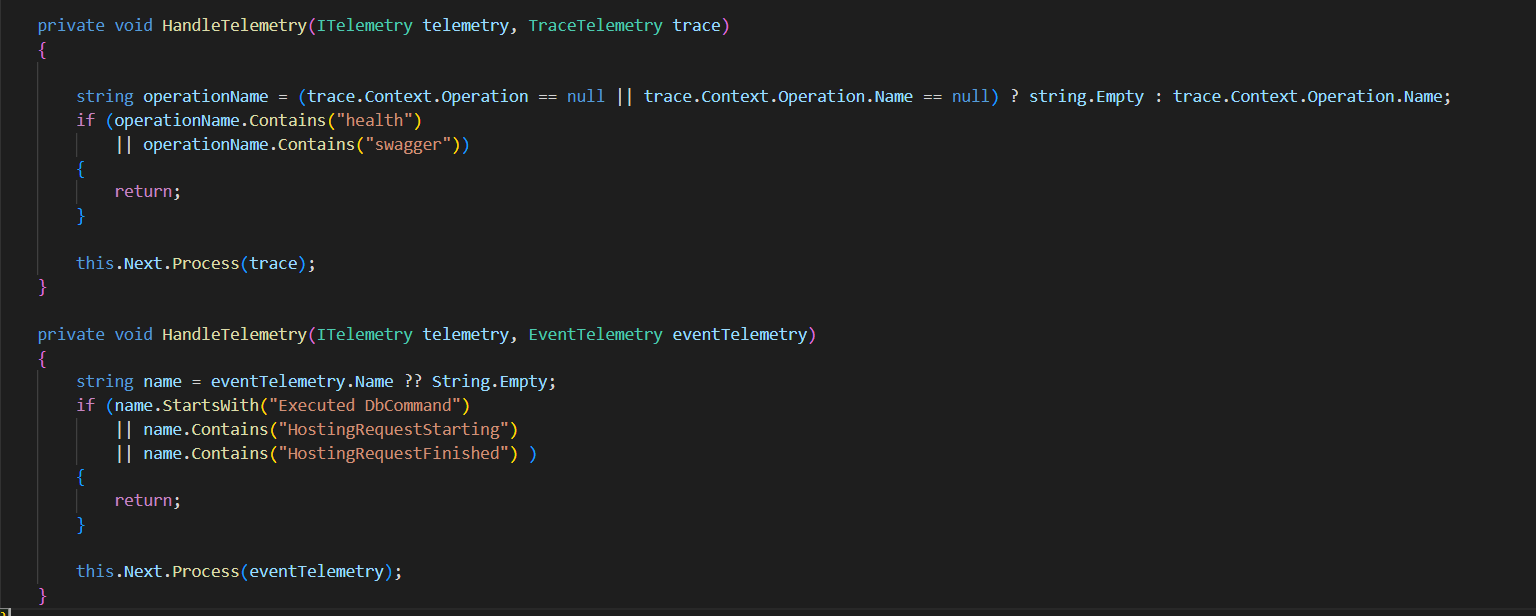 private void HandleTelemetry(ITelemetry telemetry, TraceTelemetry trace)
{
string operationName = (trace.Context.Operation == null || trace.Context.Operation.Name == null) ? string.Empty : trace.Context.Operation.Name;
if (operationName.Contains("health")
|| operationName.Contains("swagger"))
{
return;
}
this.Next.Process(trace);
}
private void HandleTelemetry(ITelemetry telemetry, EventTelemetry eventTelemetry)
{
string name = eventTelemetry.Name ?? String.Empty;
if (name.StartsWith("Executed DbCommand")
|| name.Contains("HostingRequestStarting")
|| name.Contains("HostingRequestFinished") )
{
return;
}
this.Next.Process(eventTelemetry);
}